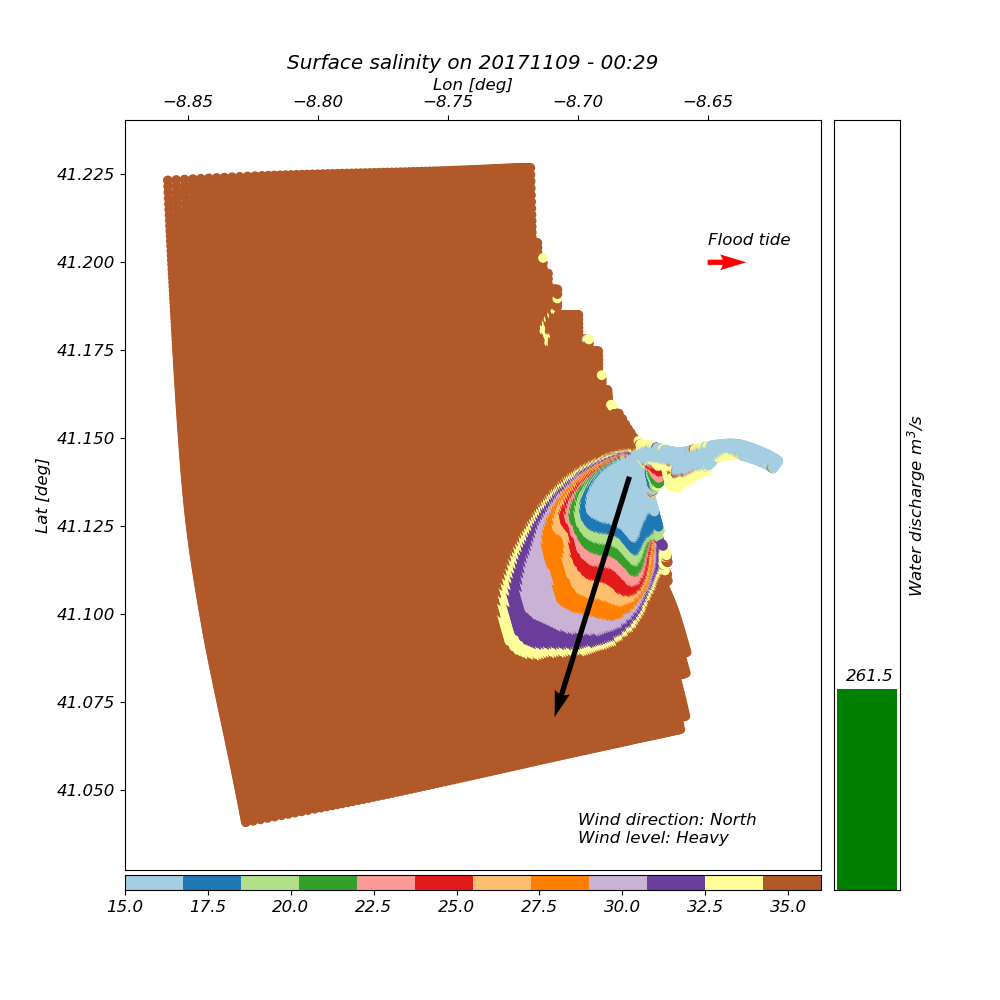 Surface salinity on 20171109 - 00:29
Lon [deg]
−8.85 −8.80 −8.75 −8.70 −8.65
41.225
41.200
41.175
41.150
41.125
41.100
41.075
41.050
Lat [deg]
Flood tide
Wind direction: North
Wind level: Heavy
261.5
Water discharge m³/s
15.0 17.5 20.0 22.5 25.0 27.5 30.0 32.5 35.0